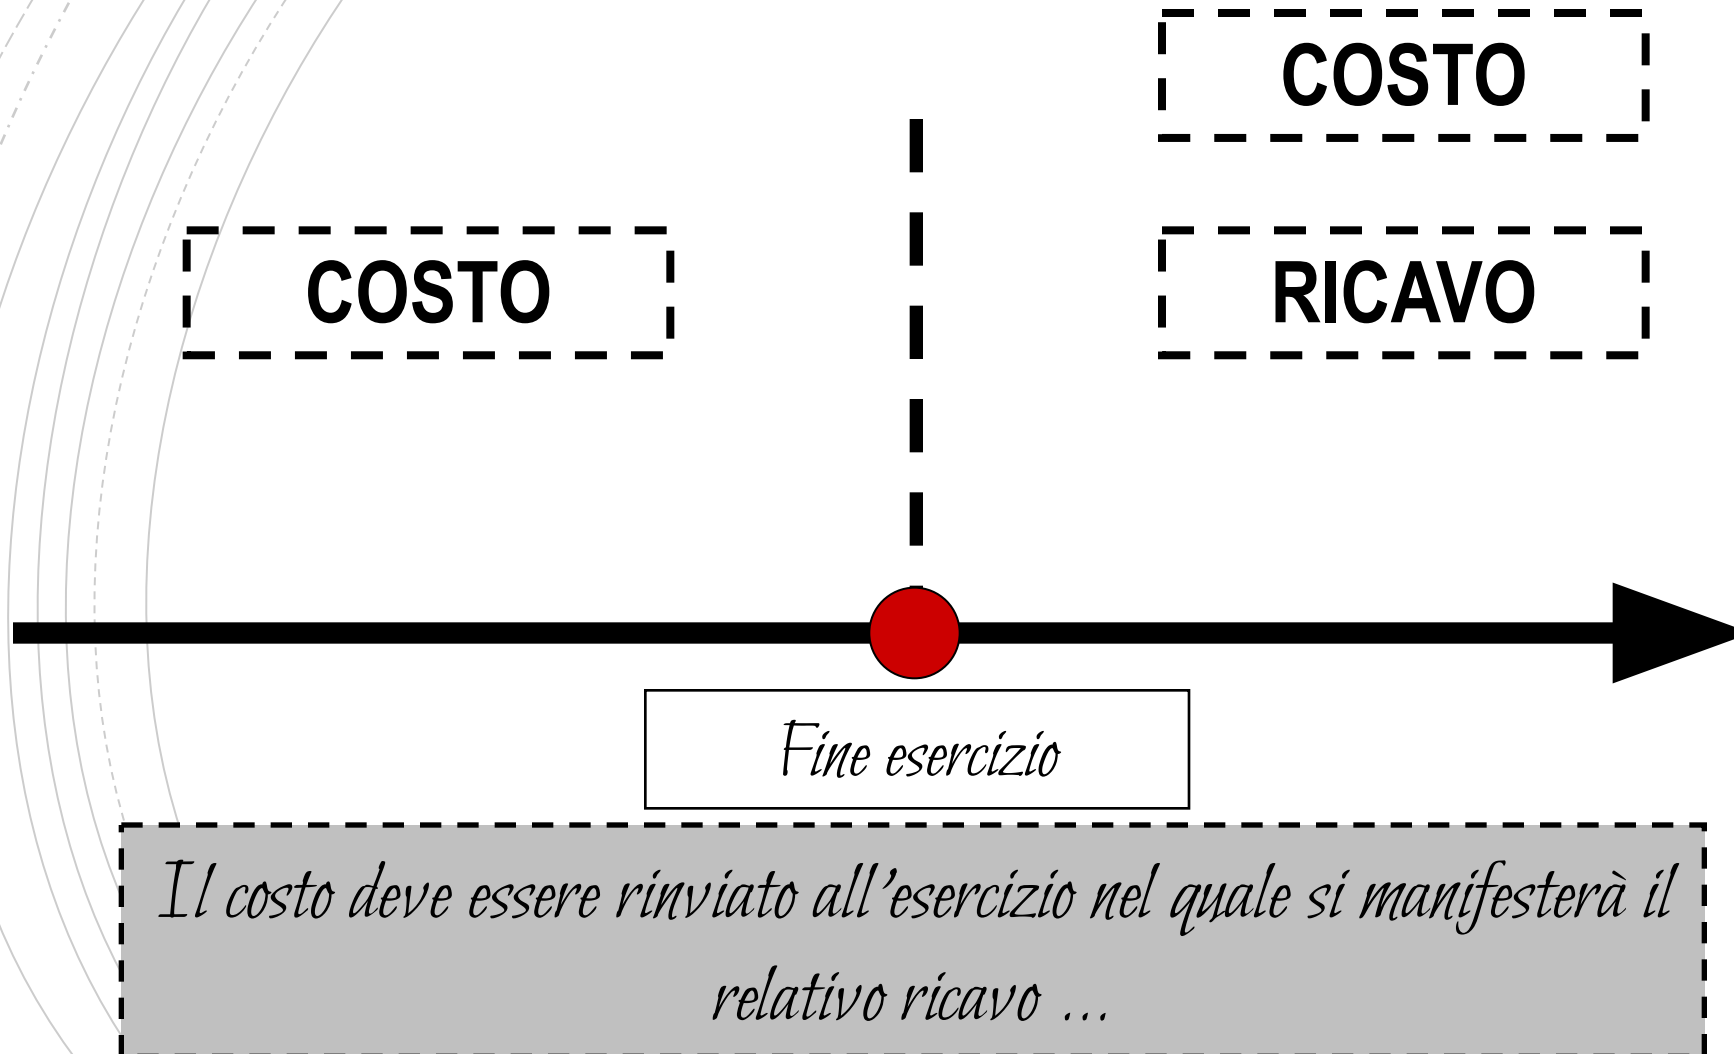 COSTO
COSTO
RICAVO
Fine esercizio
Il costo deve essere rinviato all’esercizio nel quale si manifesterà il
relativo ricavo ...